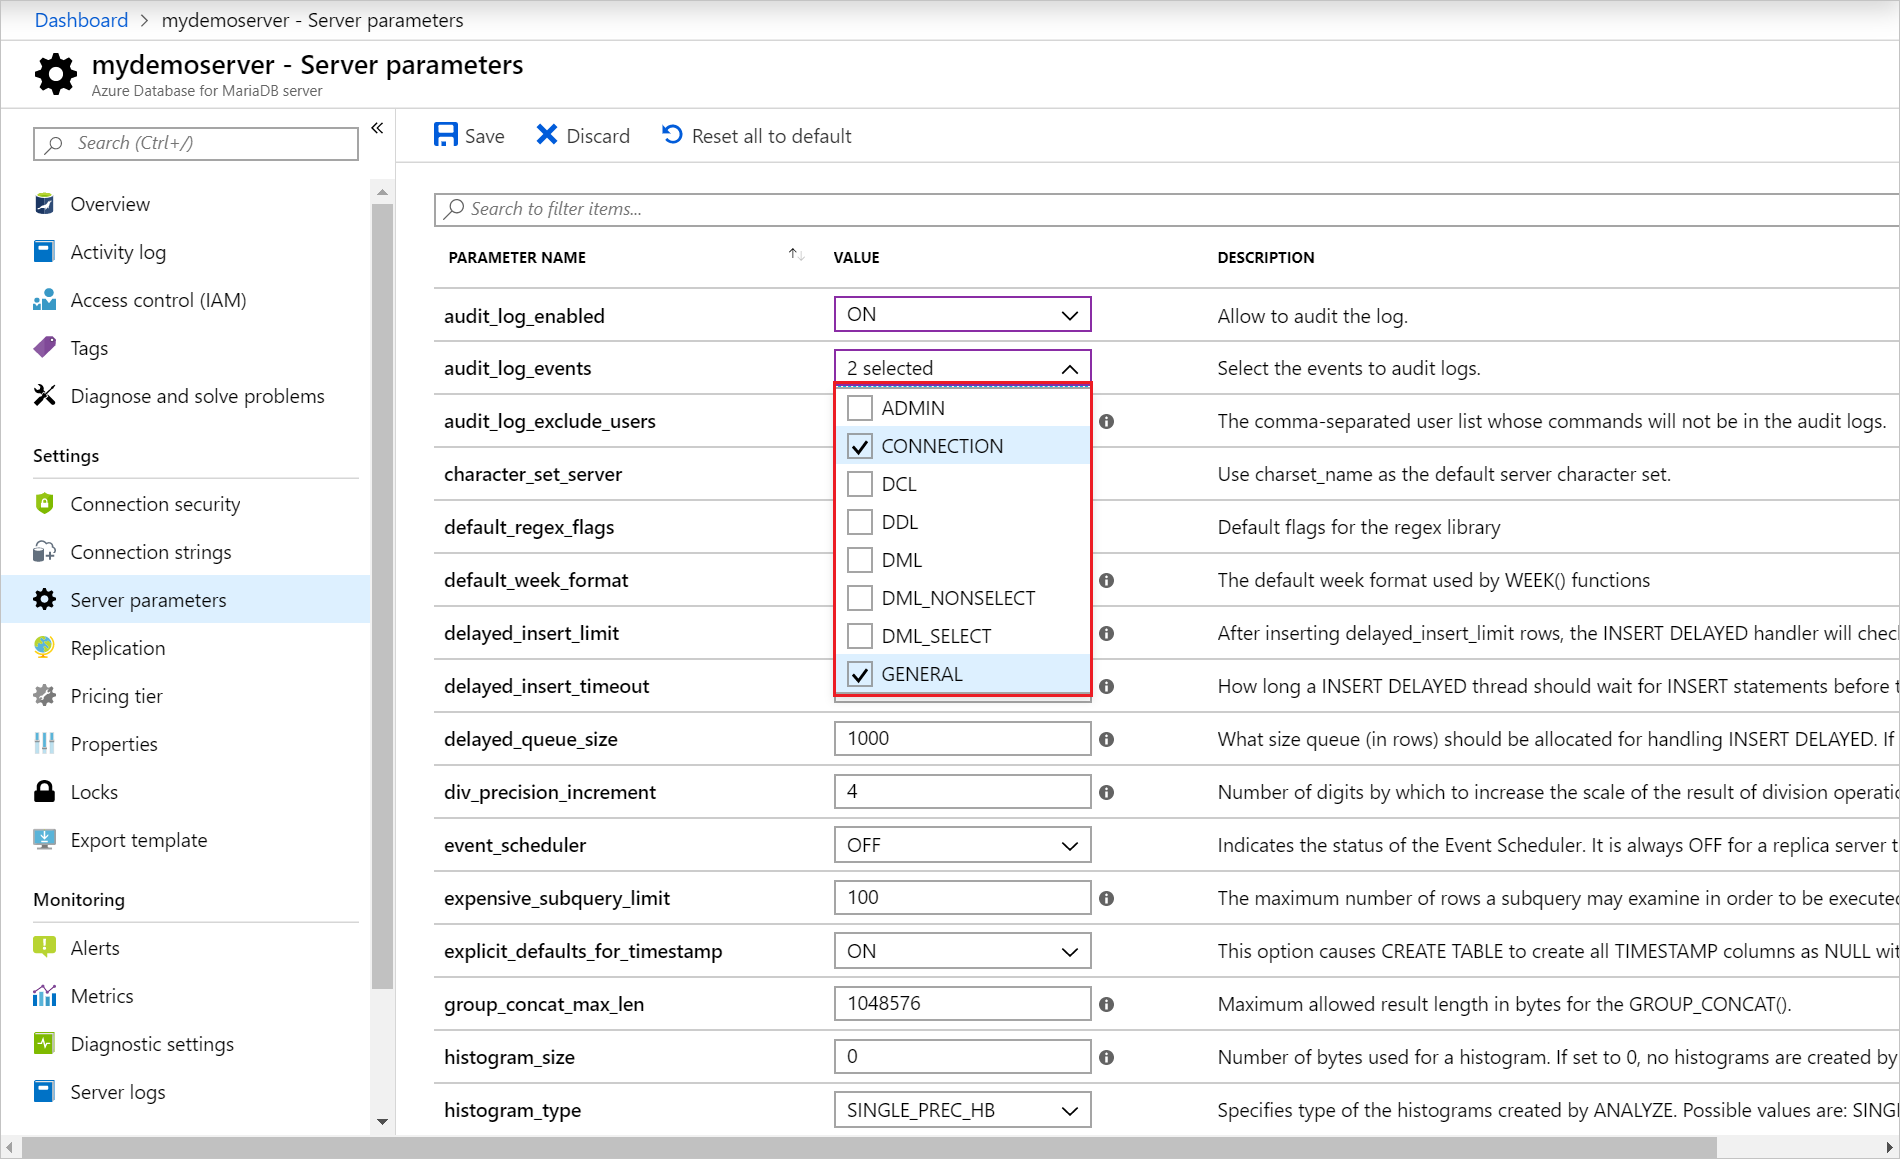 Dashboard > mydemoserver - Server parameters
mydemoserver - Server parameters
Azure Database for MariaDB server
Search (Ctrl+/)
«
Overview
Activity log
Access control (IAM)
Tags
Diagnose and solve problems
Settings
Connection security
Connection strings
Server parameters
Replication
Pricing tier
Properties
Locks
Export template
Monitoring
Alerts
Metrics
Diagnostic settings
Server logs
Save Discard Reset all to default
Search to filter items...
PARAMETER NAME VALUE DESCRIPTION
audit_log_enabled ON Allow to audit the log.
audit_log_events 2 selected Select the events to audit logs.
ADMIN
CONNECTION
DCL
DDL
DML
DML_NONSELECT
DML_SELECT
GENERAL
audit_log_exclude_users The comma-separated user list whose commands will not be in the audit logs.
character_set_server Use charset_name as the default server character set.
default_regex_flags Default flags for the regex library
default_week_format The default week format used by WEEK() functions
delayed_insert_limit After inserting delayed_insert_limit rows, the INSERT DELAYED handler will chec
delayed_insert_timeout How long a INSERT DELAYED thread should wait for INSERT statements before t
delayed_queue_size 1000 What size queue (in rows) should be allocated for handling INSERT DELAYED. If
div_precision_increment 4 Number of digits by which to increase the scale of the result of division operatio
event_scheduler OFF Indicates the status of the Event Scheduler. It is always OFF for a replica server t
expensive_subquery_limit 100 The maximum number of rows a subquery may examine in order to be executed
explicit_defaults_for_timestamp ON This option causes CREATE TABLE to create all TIMESTAMP columns as NULL wit
group_concat_max_len 1048576 Maximum allowed result length in bytes for the GROUP_CONCAT().
histogram_size 0 Number of bytes used for a histogram. If set to 0, no histograms are created by
histogram_type SINGLE_PREC_HB Specifies type of the histograms created by ANALYZE. Possible values are: SING